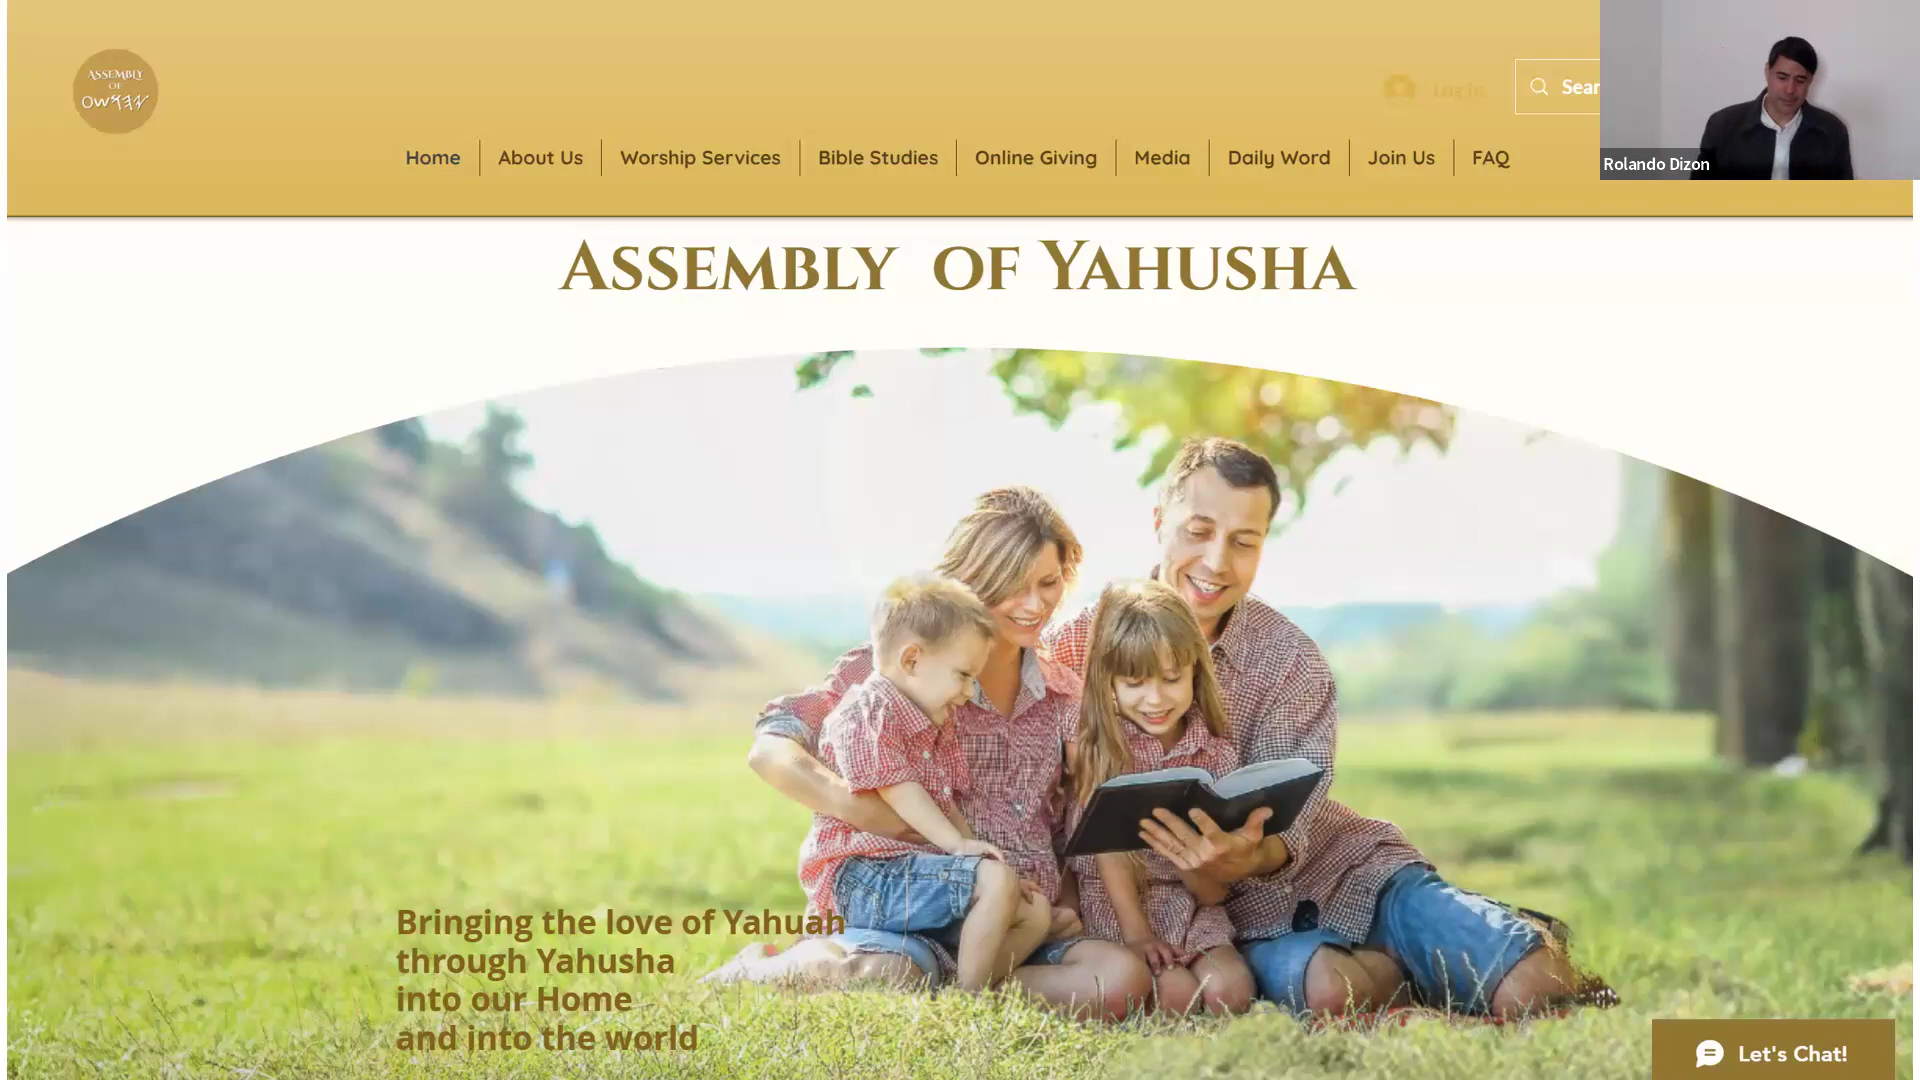 ASSEMBLY
OF
Log In
Sear
Home
About Us
Worship Services
Bible Studies
Online Giving
Media
Daily Word
Join Us
FAQ
Rolando Dizon
ASSEMBLY OF YAHUSHA
Bringing the love of Yahuah
through Yahusha
into our Home
and into the world
Let's Chat!